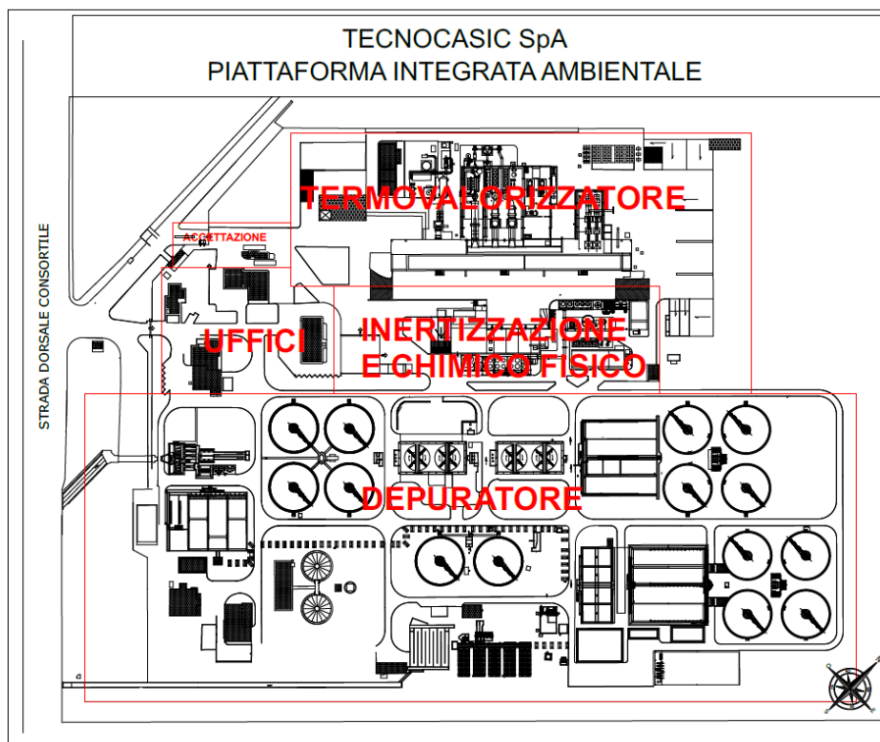 TECNOCASIC SpA
PIATTAFORMA INTEGRATA AMBIENTALE
TERMOVALORIZZATORE
ACCETTAZIONE
STRADA DORSALE CONSORTILE
UFFICI
INERTIZZAZIONE
E CHIMICO FISICO
DEPURATORE